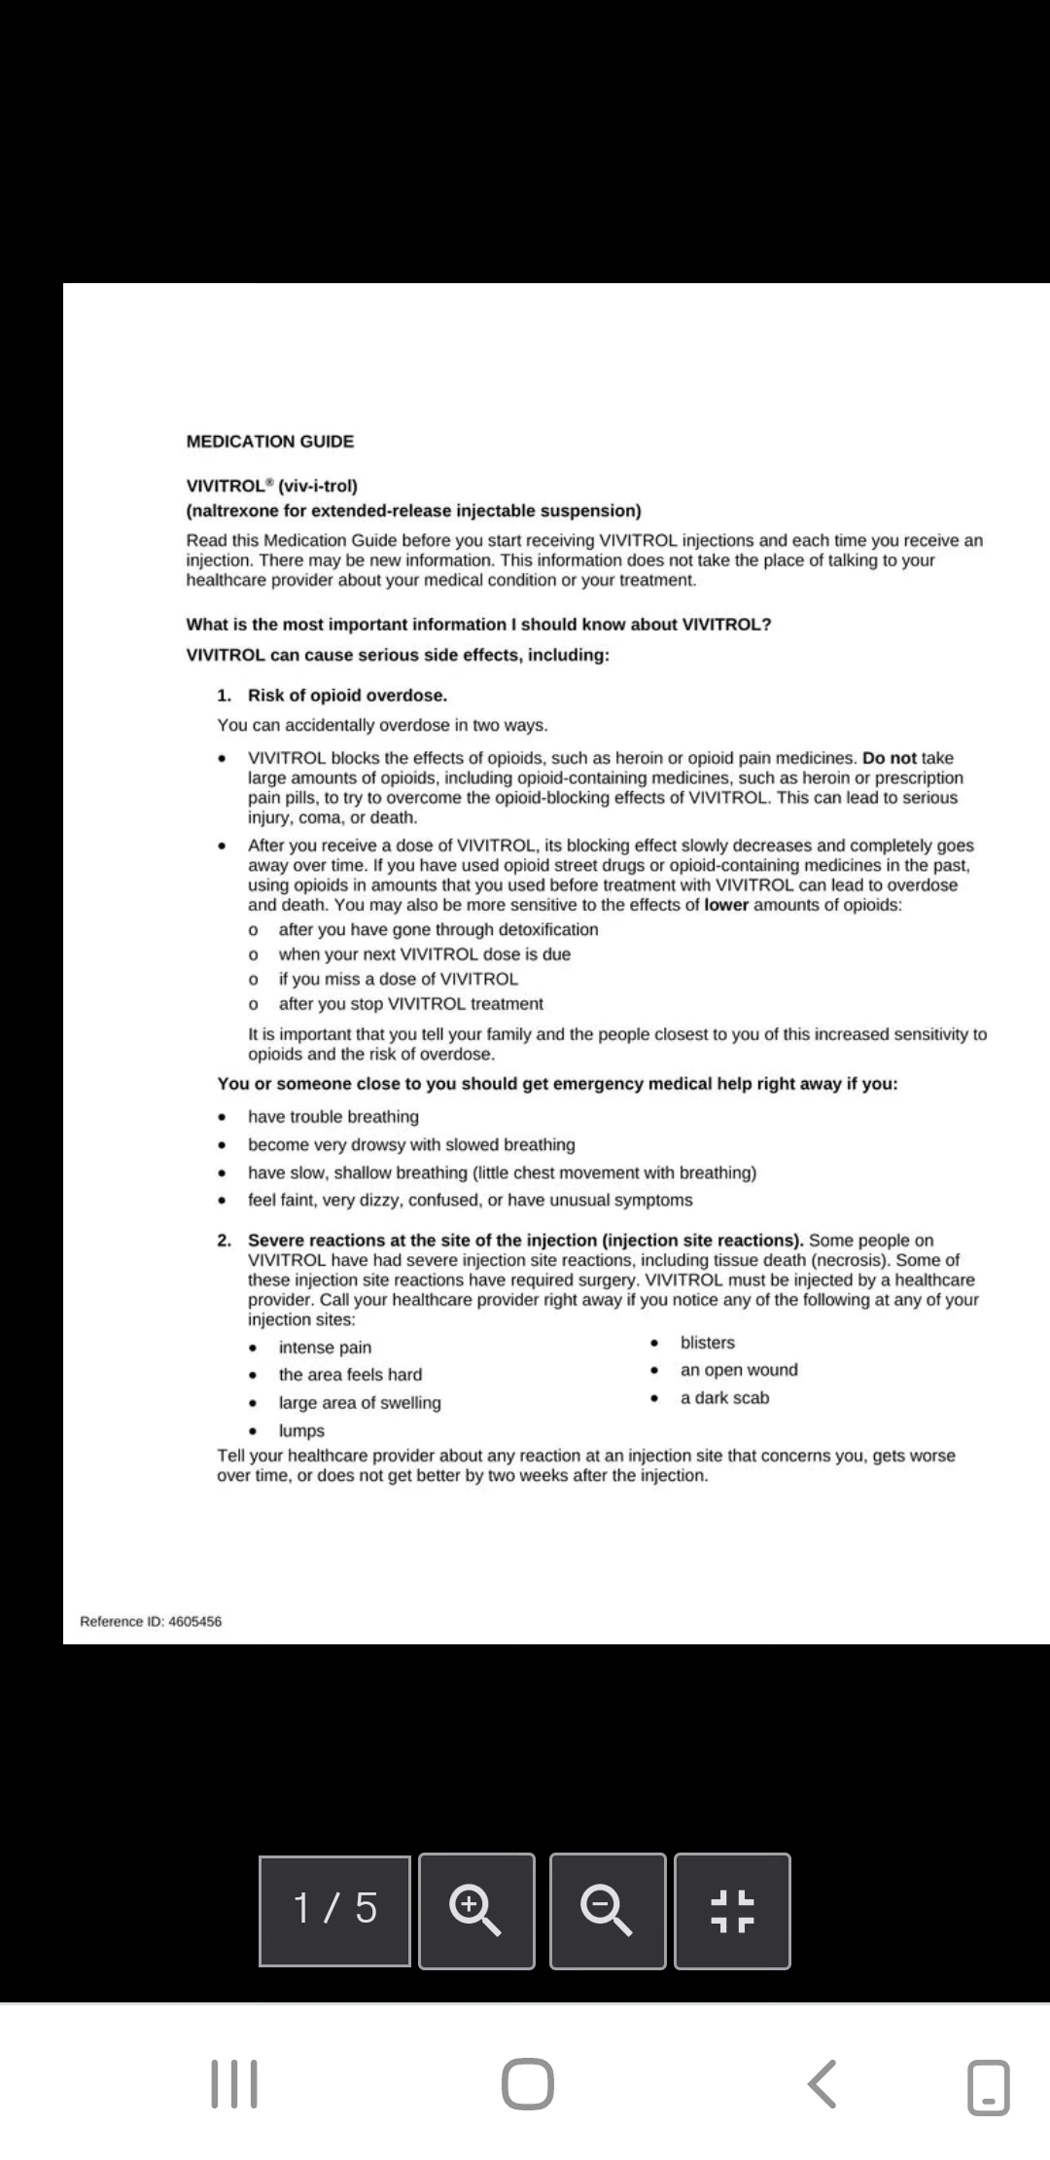 MEDICATION GUIDE
VIVITROL® (viv-i-trol)
(naltrexone for extended-release injectable suspension)
Read this Medication Guide before you start receiving VIVITROL injections and each time you receive an
injection. There may be new information. This information does not take the place of talking to your
healthcare provider about your medical condition or your treatment.
What is the most important information I should know about VIVITROL?
VIVITROL can cause serious side effects, including:
1. Risk of opioid overdose.
You can accidentally overdose in two ways.
• VIVITROL blocks the effects of opioids, such as heroin or opioid pain medicines. Do not take
large amounts of opioids, including opioid-containing medicines, such as heroin or prescription
pain pills, to try to overcome the opioid-blocking effects of VIVITROL. This can lead to serious
injury, coma, or death.
• After you receive a dose of VIVITROL, its blocking effect slowly decreases and completely goes
away over time. If you have used opioid street drugs or opioid-containing medicines in the past,
using opioids in amounts that you used before treatment with VIVITROL can lead to overdose
and death. You may also be more sensitive to the effects of lower amounts of opioids:
o after you have gone through detoxification
o when your next VIVITROL dose is due
o if you miss a dose of VIVITROL
o after you stop VIVITROL treatment
It is important that you tell your family and the people closest to you of this increased sensitivity to
opioids and the risk of overdose.
You or someone close to you should get emergency medical help right away if you:
• have trouble breathing
• become very drowsy with slowed breathing
• have slow, shallow breathing (little chest movement with breathing)
• feel faint, very dizzy, confused, or have unusual symptoms
2. Severe reactions at the site of the injection (injection site reactions). Some people on
VIVITROL have had severe injection site reactions, including tissue death (necrosis). Some of
these injection site reactions have required surgery. VIVITROL must be injected by a healthcare
provider. Call your healthcare provider right away if you notice any of the following at any of your
injection sites:
• intense pain
• the area feels hard
• large area of swelling
• lumps
• blisters
• an open wound
• a dark scab
Tell your healthcare provider about any reaction at an injection site that concerns you, gets worse
over time, or does not get better by two weeks after the injection.
Reference ID: 4605456
1 / 5